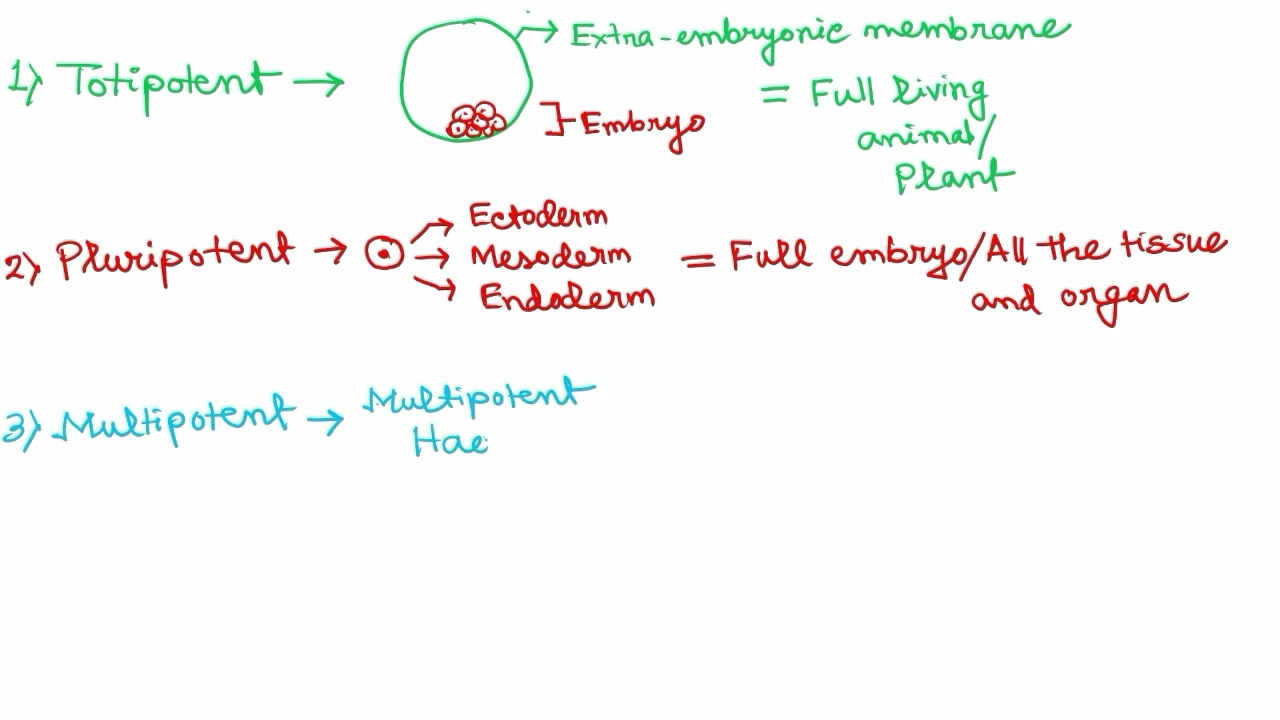 Extra-embryonic membrane
1) Totipotent →
= Full living
animal/
Plant
] Embryo
2) Pluripotent →
Ectoderm
Mesoderm
Endoderm
= Full embryo/All the tissue
and organ
3) Multipotent → Multipotent
Hae